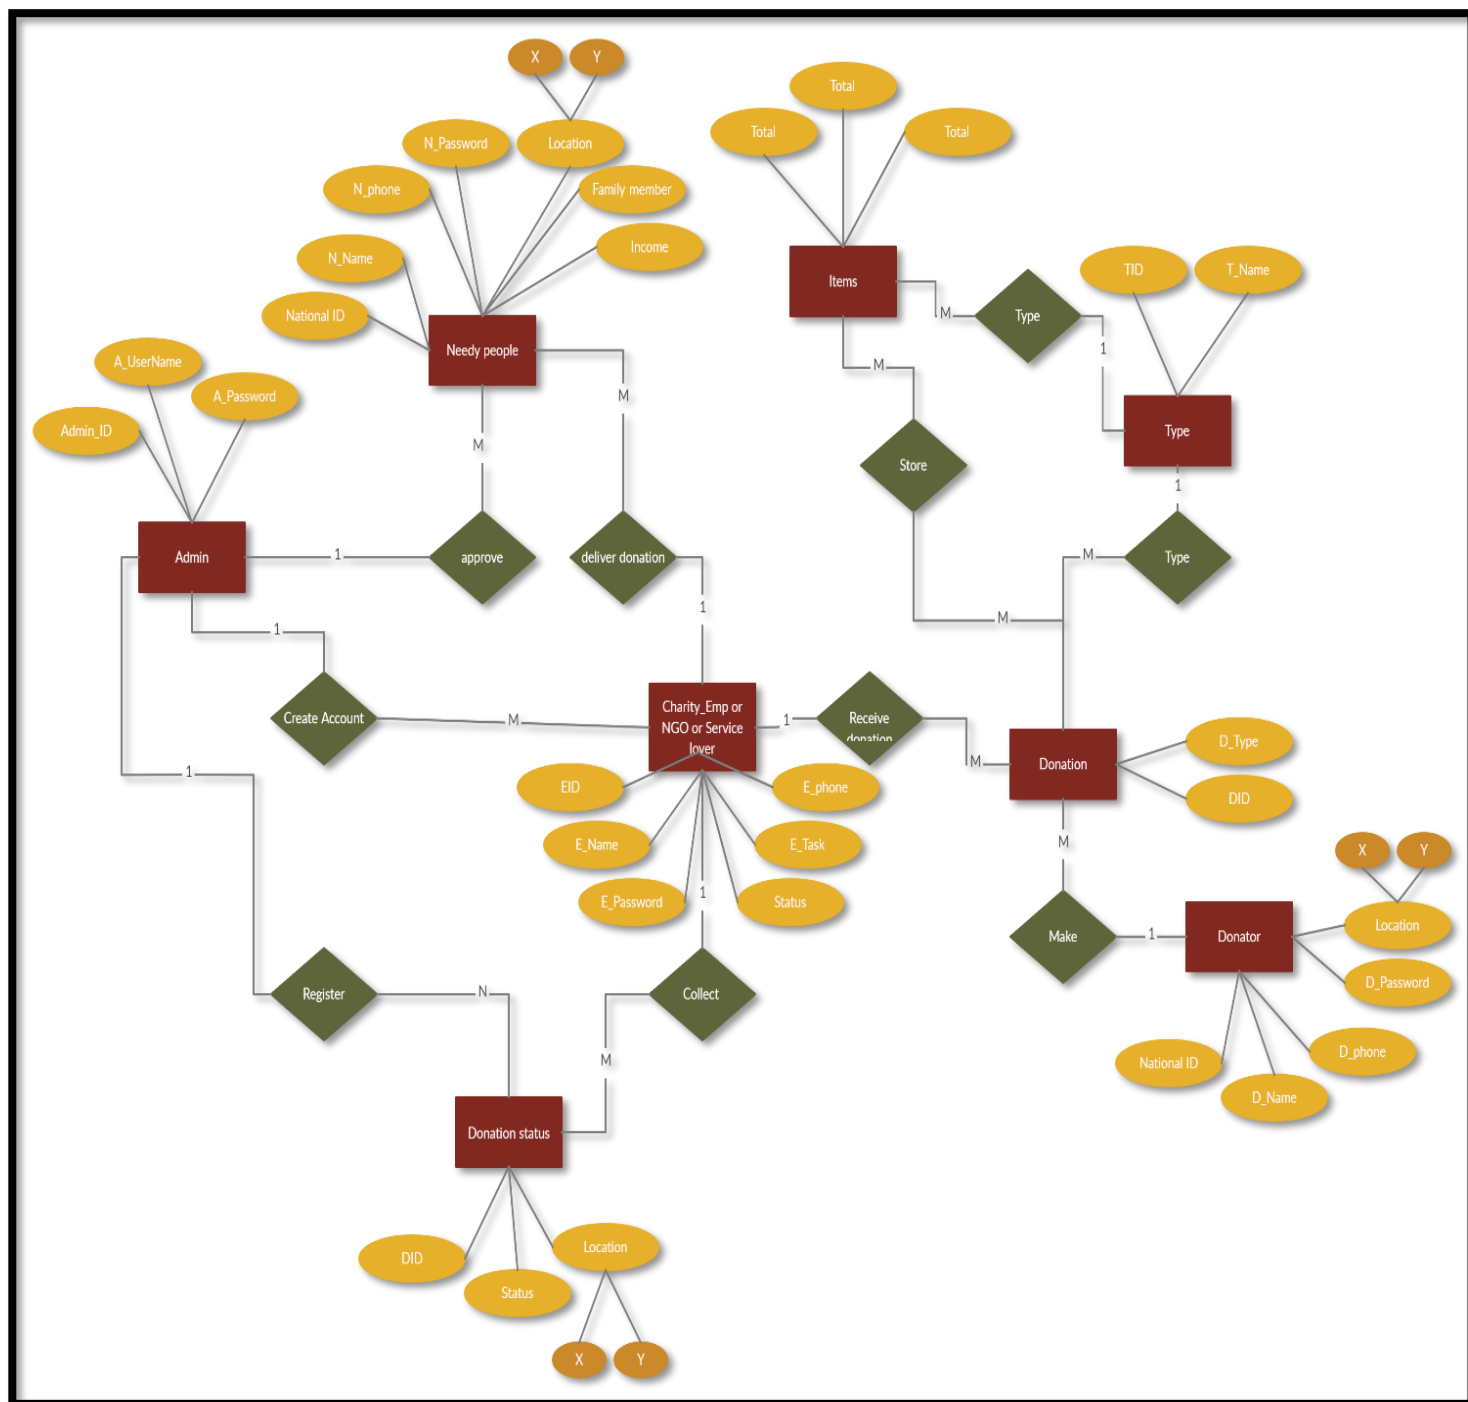 X
Y
N_Password
Location
N_phone
Family member
N_Name
Income
National ID
Needy people
Total
Total
Total
Items
M
Type
1
TID
T_Name
Type
A_UserName
A_Password
Admin_ID
Admin
M
M
M
Store
1
1
approve
deliver donation
M
Type
1
M
1
Create Account
M
Charity_Emp or
NGO or Service
lover
1
Receive
donation
M
Donation
D_Type
DID
1
EID
E_phone
E_Name
E_Task
E_Password
1
Status
M
Make
1
Donator
X
Y
Location
D_Password
National ID
D_phone
D_Name
Register
N
Collect
M
Donation status
DID
Status
Location
X
Y